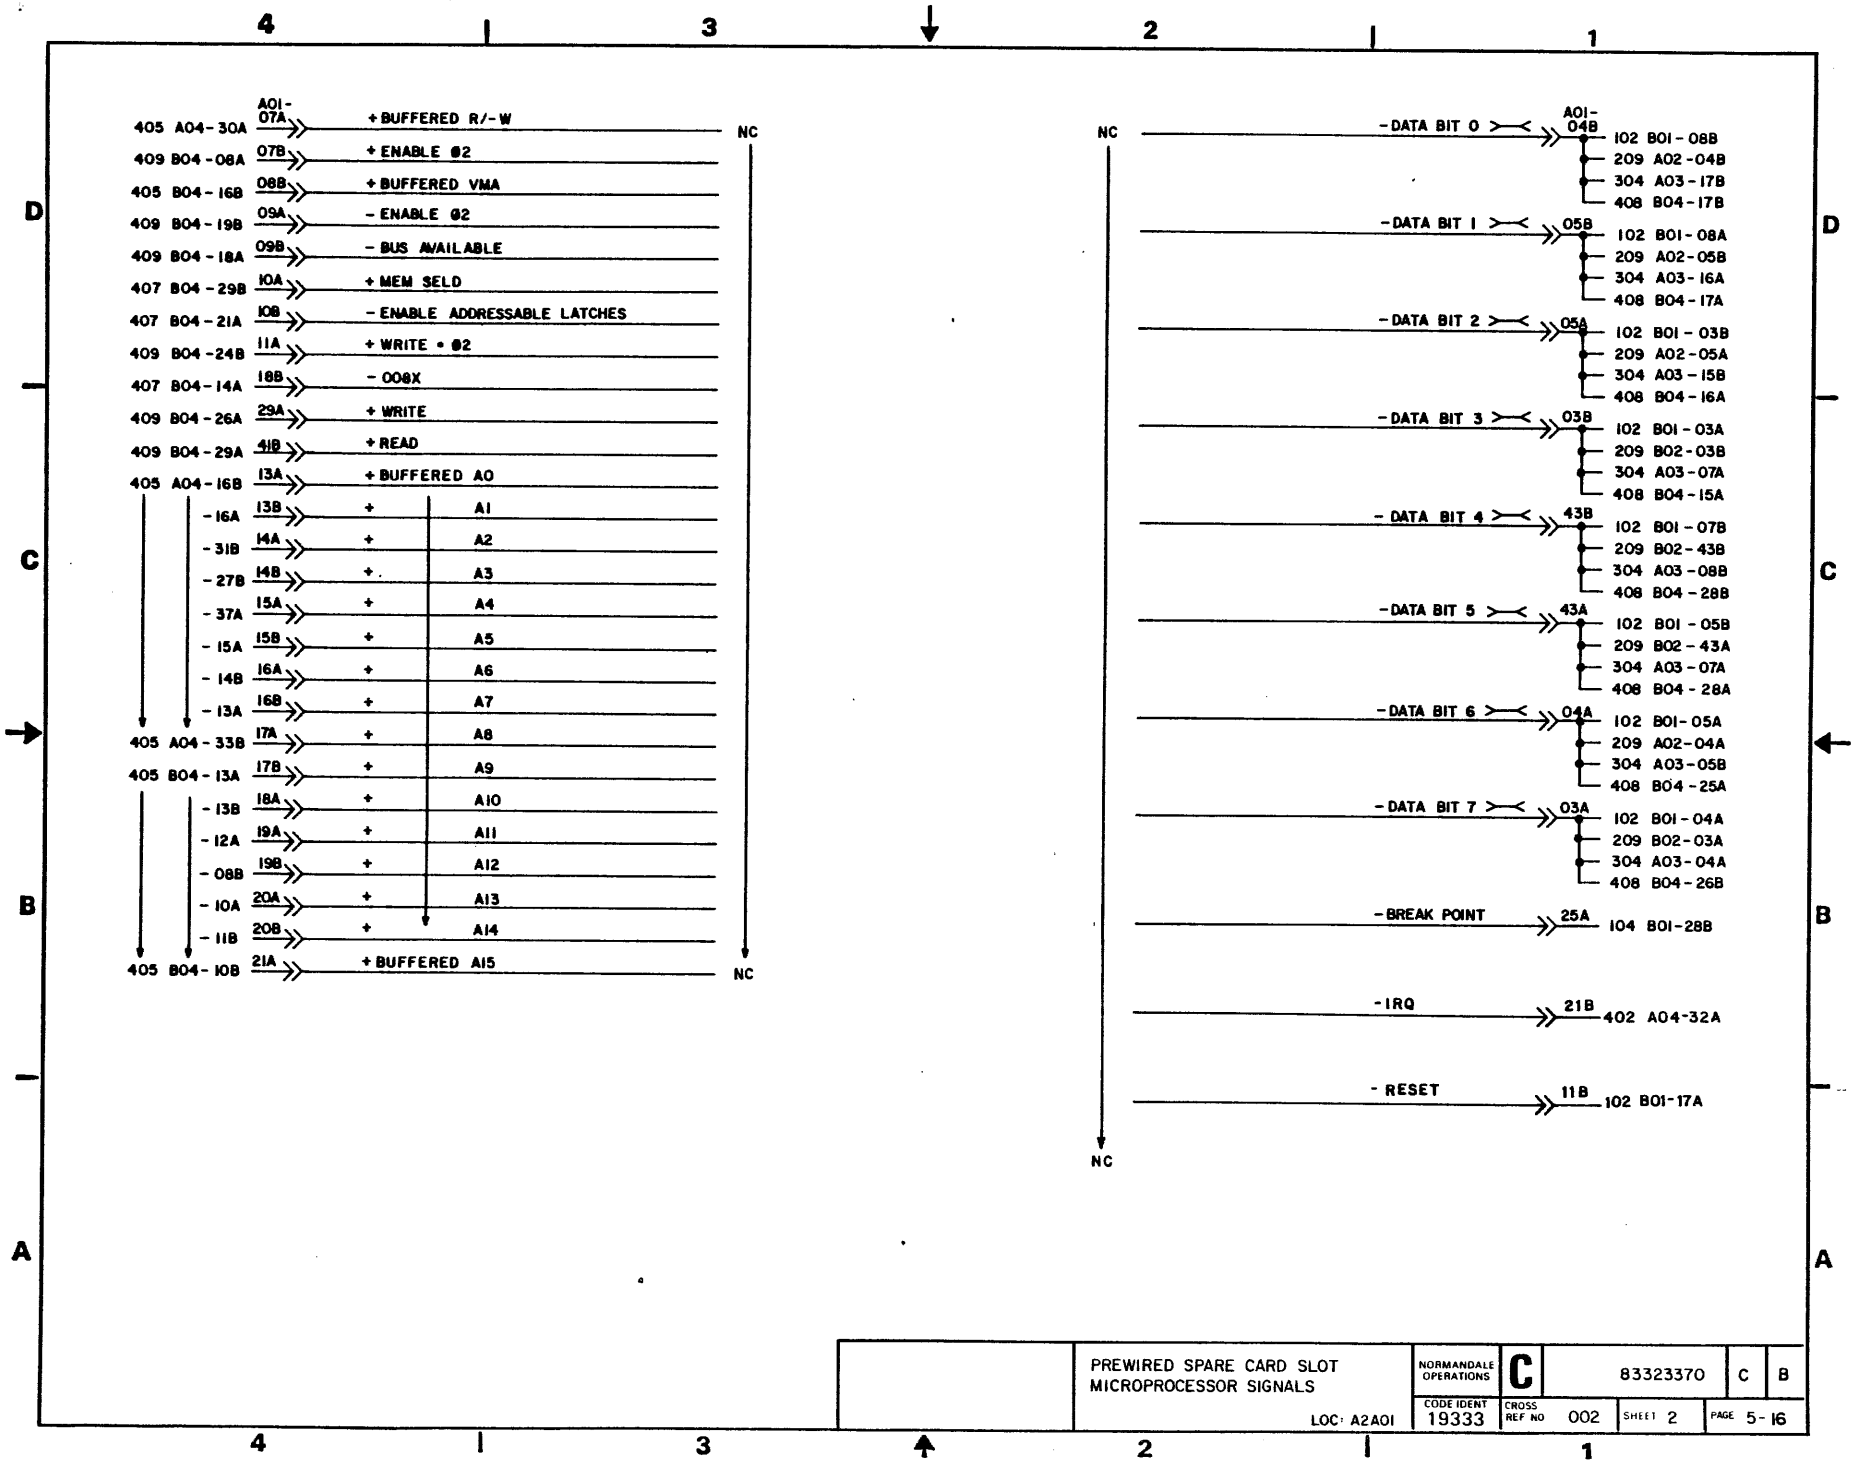 4 3 2 1
A01-
405 A04-30A 07A +BUFFERED R/-W NC
409 B04-08A 07B +ENABLE Ø2
405 B04-16B 08B +BUFFERED VMA
409 B04-19B 09A -ENABLE Ø2
409 B04-18A 09B -BUS AVAILABLE
407 B04-29B 10A +MEM SELD
407 B04-21A 10B -ENABLE ADDRESSABLE LATCHES
409 B04-24B 11A +WRITE • Ø2
407 B04-14A 18B -008X
409 B04-26A 29A +WRITE
409 B04-29A 41B +READ
405 A04-16B 13A +BUFFERED A0
-16A 13B + A1
-31B 14A + A2
-27B 14B + A3
-37A 15A + A4
-15A 15B + A5
-14B 16A + A6
-13A 16B + A7
405 A04-33B 17A + A8
405 B04-13A 17B + A9
-13B 18A + A10
-12A 19A + A11
-08B 19B + A12
-10A 20A + A13
-11B 20B + A14
405 B04-10B 21A +BUFFERED A15 NC
A01-
NC -DATA BIT 0 04B 102 B01-08B
209 A02-04B
304 A03-17B
408 B04-17B
-DATA BIT 1 05B 102 B01-08A
209 A02-05B
304 A03-16A
408 B04-17A
-DATA BIT 2 05A 102 B01-03B
209 A02-05A
304 A03-15B
408 B04-16A
-DATA BIT 3 03B 102 B01-03A
209 B02-03B
304 A03-07A
408 B04-15A
-DATA BIT 4 43B 102 B01-07B
209 B02-43B
304 A03-08B
408 B04-28B
-DATA BIT 5 43A 102 B01-05B
209 B02-43A
304 A03-07A
408 B04-28A
-DATA BIT 6 04A 102 B01-05A
209 A02-04A
304 A03-05B
408 B04-25A
-DATA BIT 7 03A 102 B01-04A
209 B02-03A
304 A03-04A
408 B04-26B
-BREAK POINT 25A 104 B01-28B
-IRQ 21B 402 A04-32A
-RESET 11B 102 B01-17A
NC
D D
C C
B B
A A
PREWIRED SPARE CARD SLOT
MICROPROCESSOR SIGNALS
LOC: A2A01
NORMANDALE
OPERATIONS
C 83323370 C B
CODE IDENT
19333
CROSS
REF NO 002 SHEET 2 PAGE 5-16
4 3 2 1